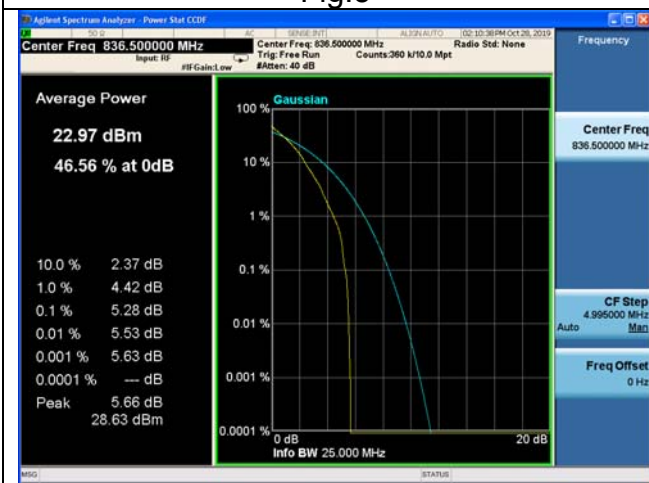 Agilent Spectrum Analyzer - Power Stat CCDF
50 Ω AC SENSE:INT ALIGN AUTO 02:10:38 PM Oct 28, 2019
Center Freq 836.500000 MHz
Input: RF
#IFGain:Low
Center Freq: 836.500000 MHz
Radio Std: None
Trig: Free Run
Counts:360 k/10.0 Mpt
#Atten: 40 dB
Average Power
22.97 dBm
46.56 % at 0dB
10.0 % 2.37 dB
1.0 % 4.42 dB
0.1 % 5.28 dB
0.01 % 5.53 dB
0.001 % 5.63 dB
0.0001 % --- dB
Peak 5.66 dB
28.63 dBm
Gaussian
100 %
10 %
1 %
0.1 %
0.01 %
0.001 %
0.0001 %
0 dB
20 dB
Info BW 25.000 MHz
Frequency
Center Freq
836.500000 MHz
CF Step
4.995000 MHz
Auto Man
Freq Offset
0 Hz
MSG
STATUS